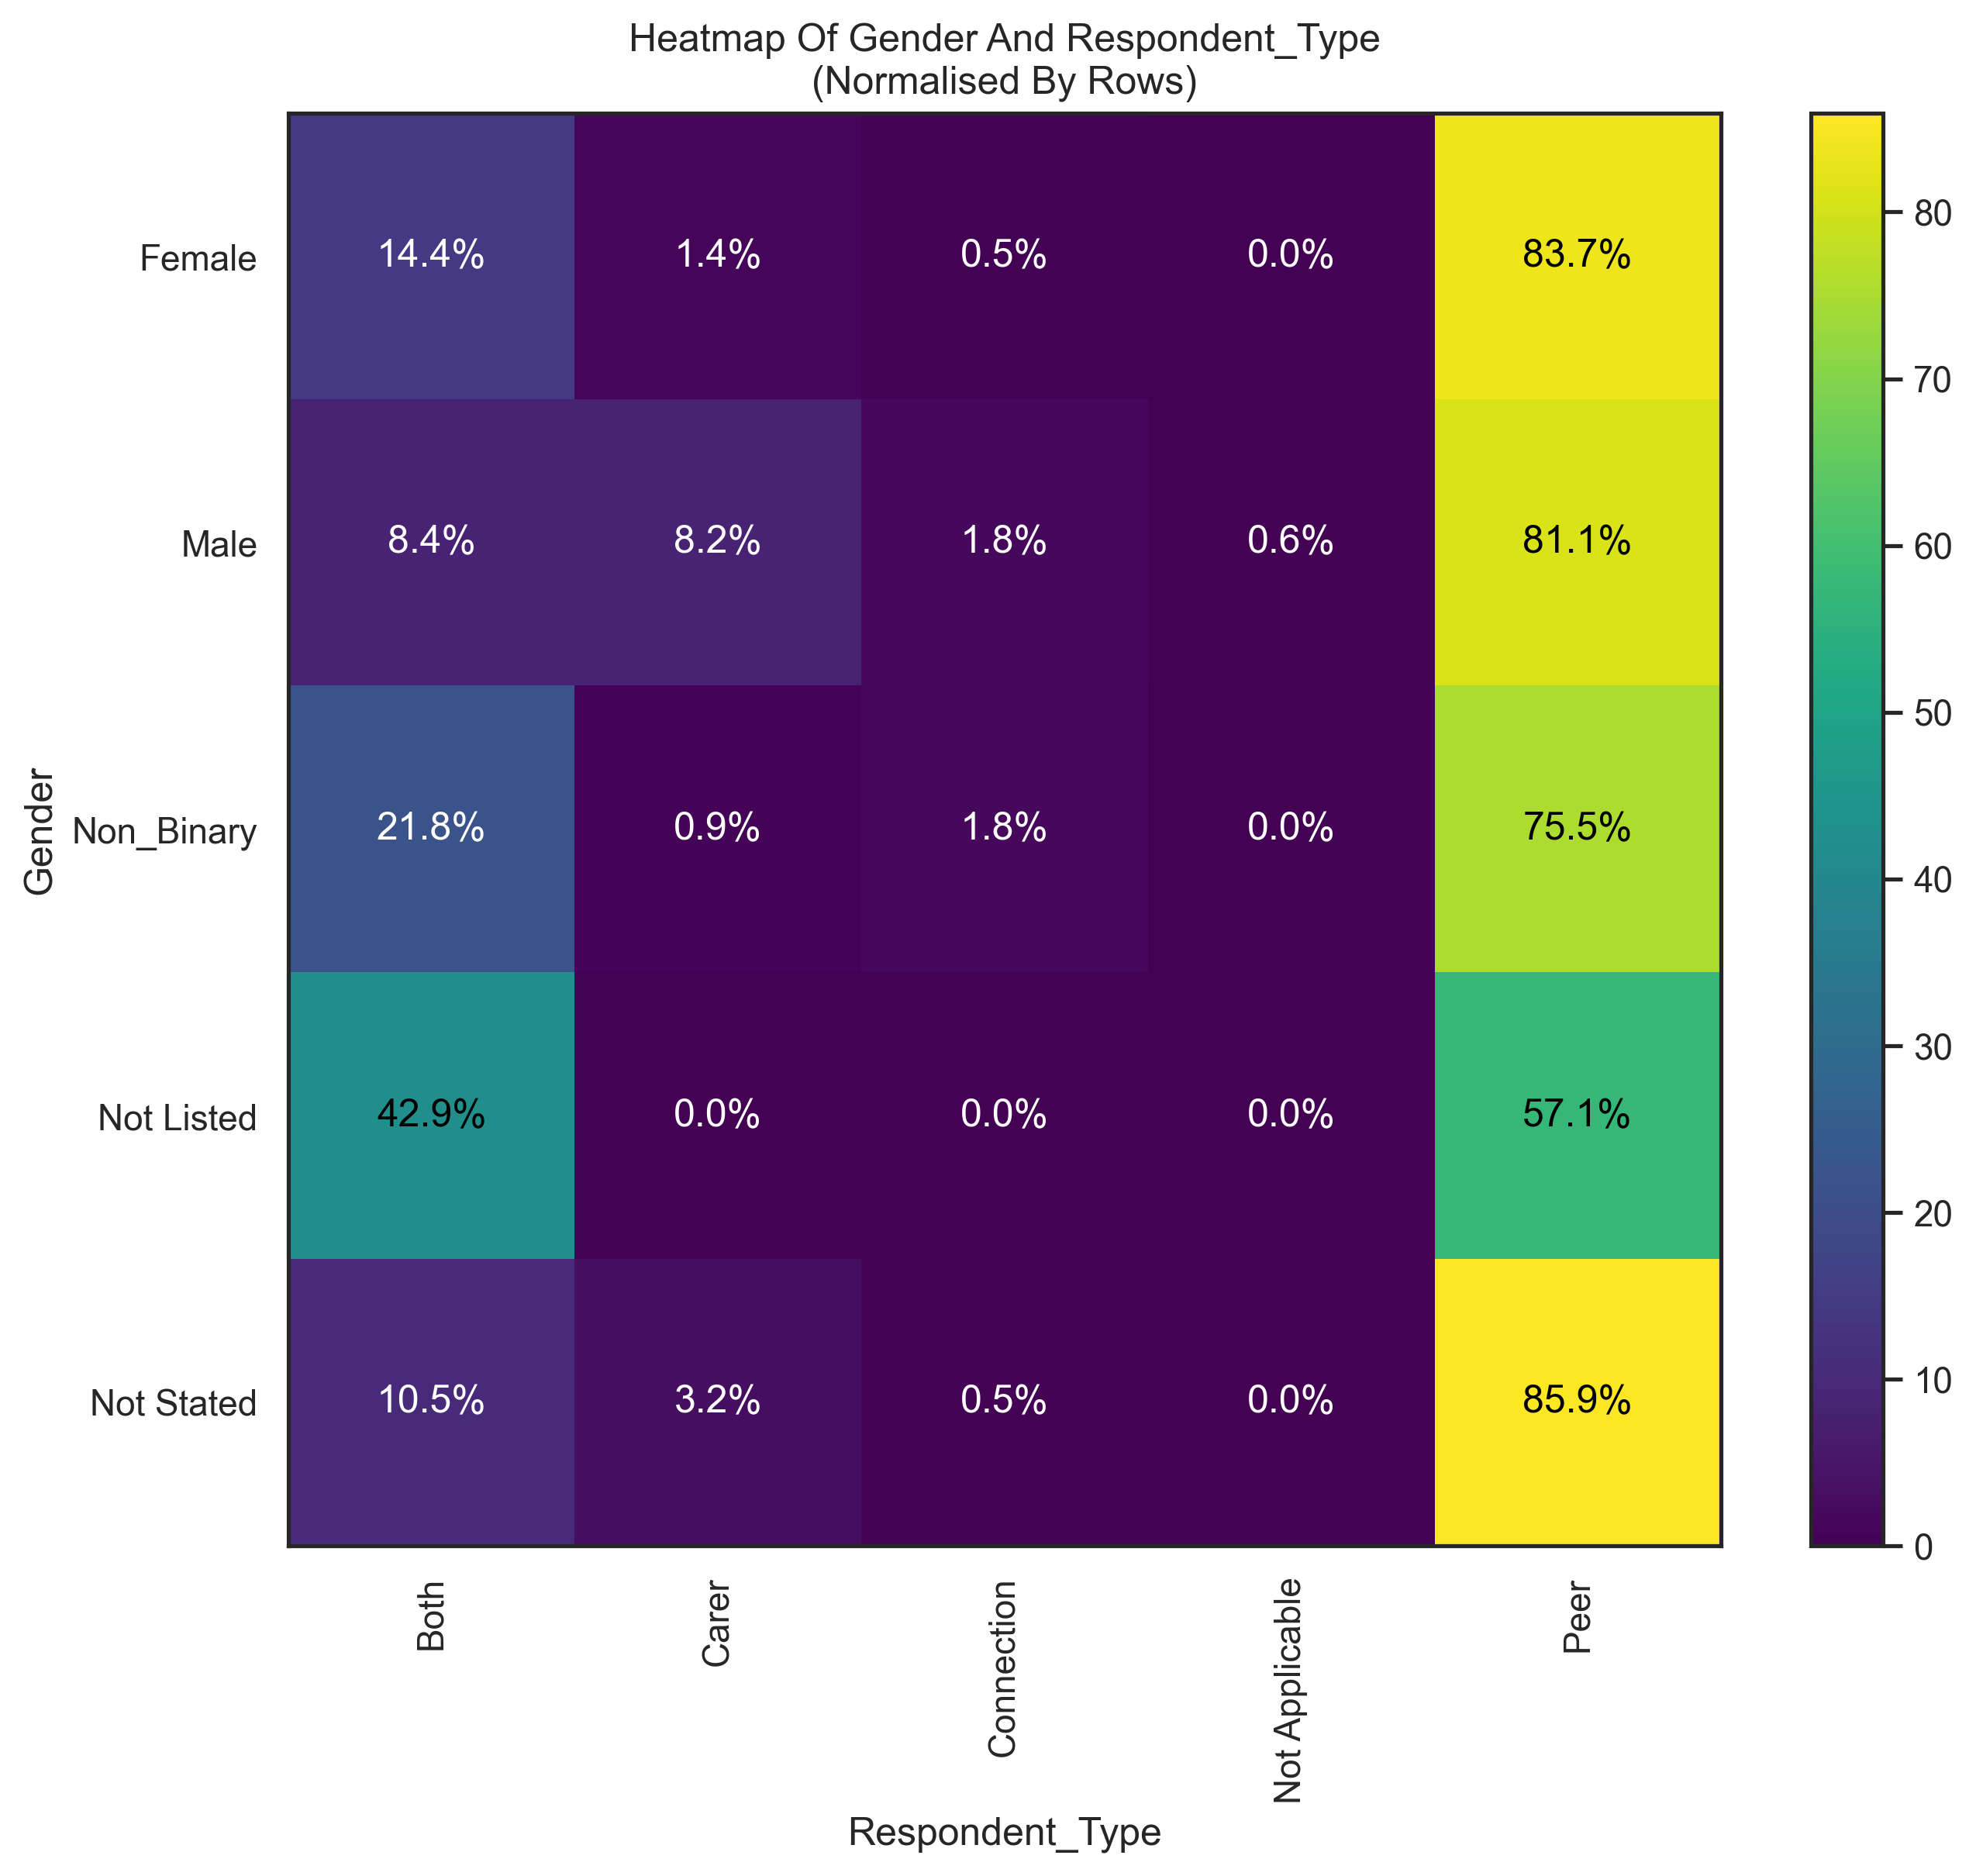 Heatmap Of Gender And Respondent_Type
(Normalised By Rows)
Gender
Female
14.4% 1.4% 0.5% 0.0% 83.7%
Male
8.4% 8.2% 1.8% 0.6% 81.1%
Non_Binary
21.8% 0.9% 1.8% 0.0% 75.5%
Not Listed
42.9% 0.0% 0.0% 0.0% 57.1%
Not Stated
10.5% 3.2% 0.5% 0.0% 85.9%
Both
Carer
Connection
Not Applicable
Peer
Respondent_Type
80
70
60
50
40
30
20
10
0